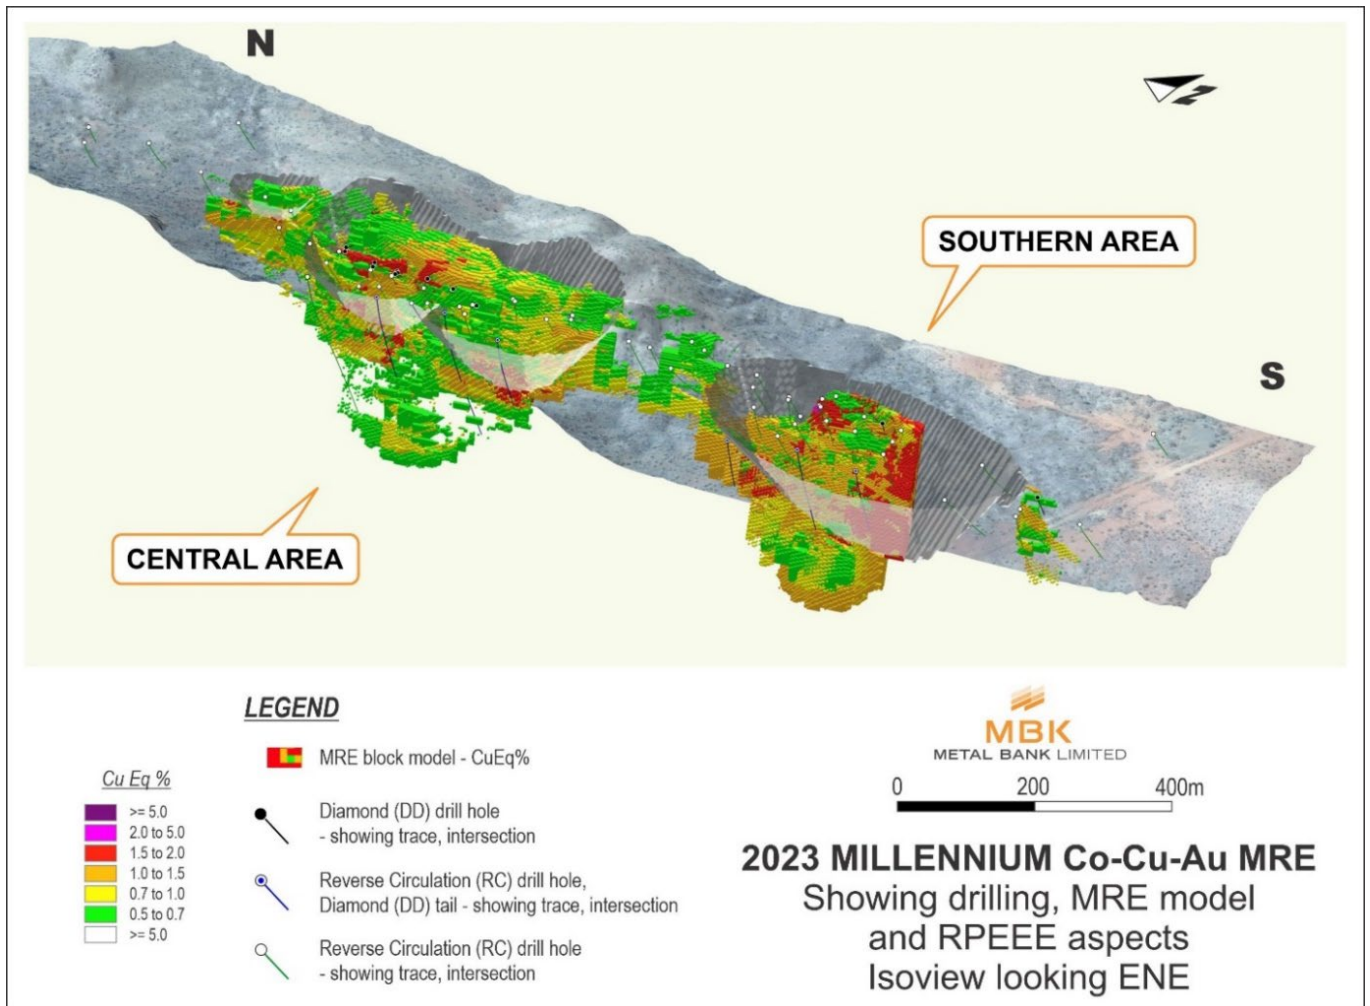 N
SOUTHERN AREA
S
CENTRAL AREA
LEGEND
MRE block model - CuEq%
Cu Eq %
>= 5.0
2.0 to 5.0
1.5 to 2.0
1.0 to 1.5
0.7 to 1.0
0.5 to 0.7
>= 5.0
Diamond (DD) drill hole
- showing trace, intersection
Reverse Circulation (RC) drill hole,
Diamond (DD) tail - showing trace, intersection
Reverse Circulation (RC) drill hole
- showing trace, intersection
MBK
METAL BANK LIMITED
0 200 400m
2023 MILLENNIUM Co-Cu-Au MRE
Showing drilling, MRE model
and RPEEE aspects
Isoview looking ENE